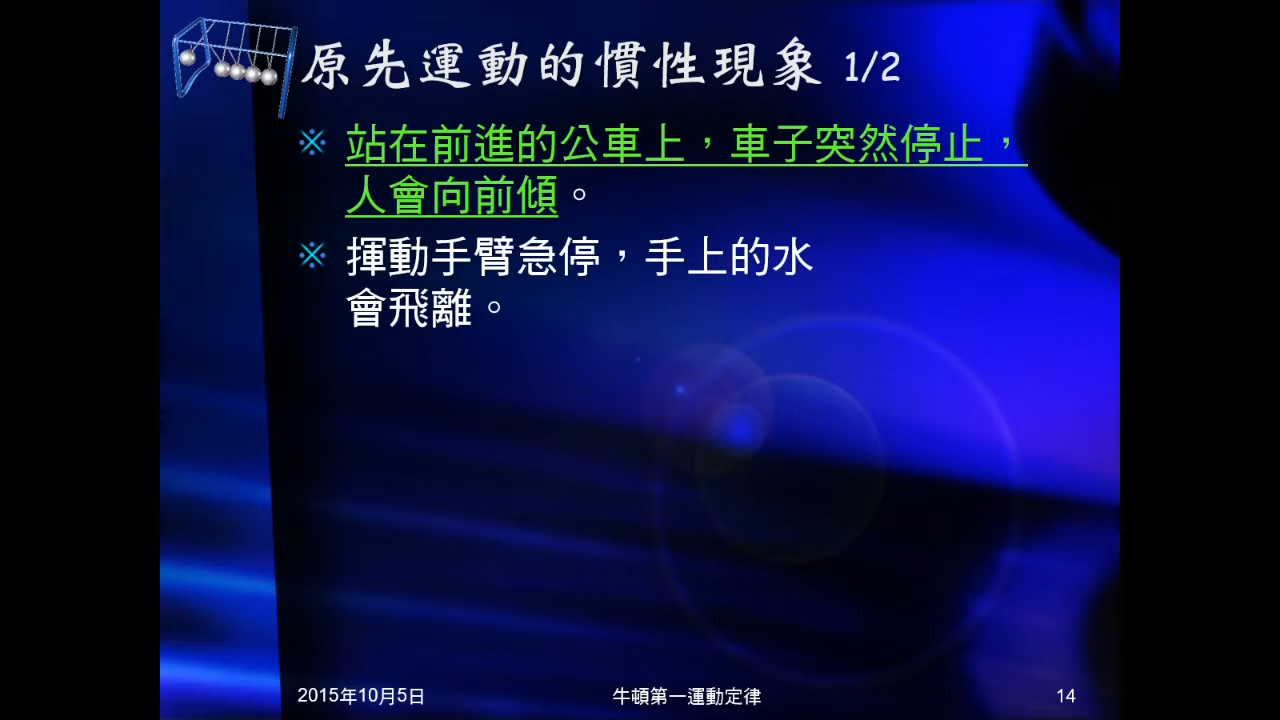 原先運動的慣性現象 1/2
※ 站在前進的公車上，車子突然停止，
人會向前傾。
※ 揮動手臂急停，手上的水
會飛離。
2015年10月5日 牛頓第一運動定律 14